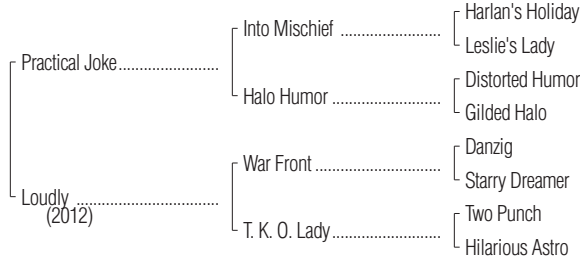 Harlan's Holiday
Into Mischief ........................
Leslie's Lady
Practical Joke........................
Distorted Humor
Halo Humor ..........................
Gilded Halo
Danzig
War Front ..............................
Starry Dreamer
Loudly ..................................
(2012)
Two Punch
T. K. O. Lady..........................
Hilarious Astro